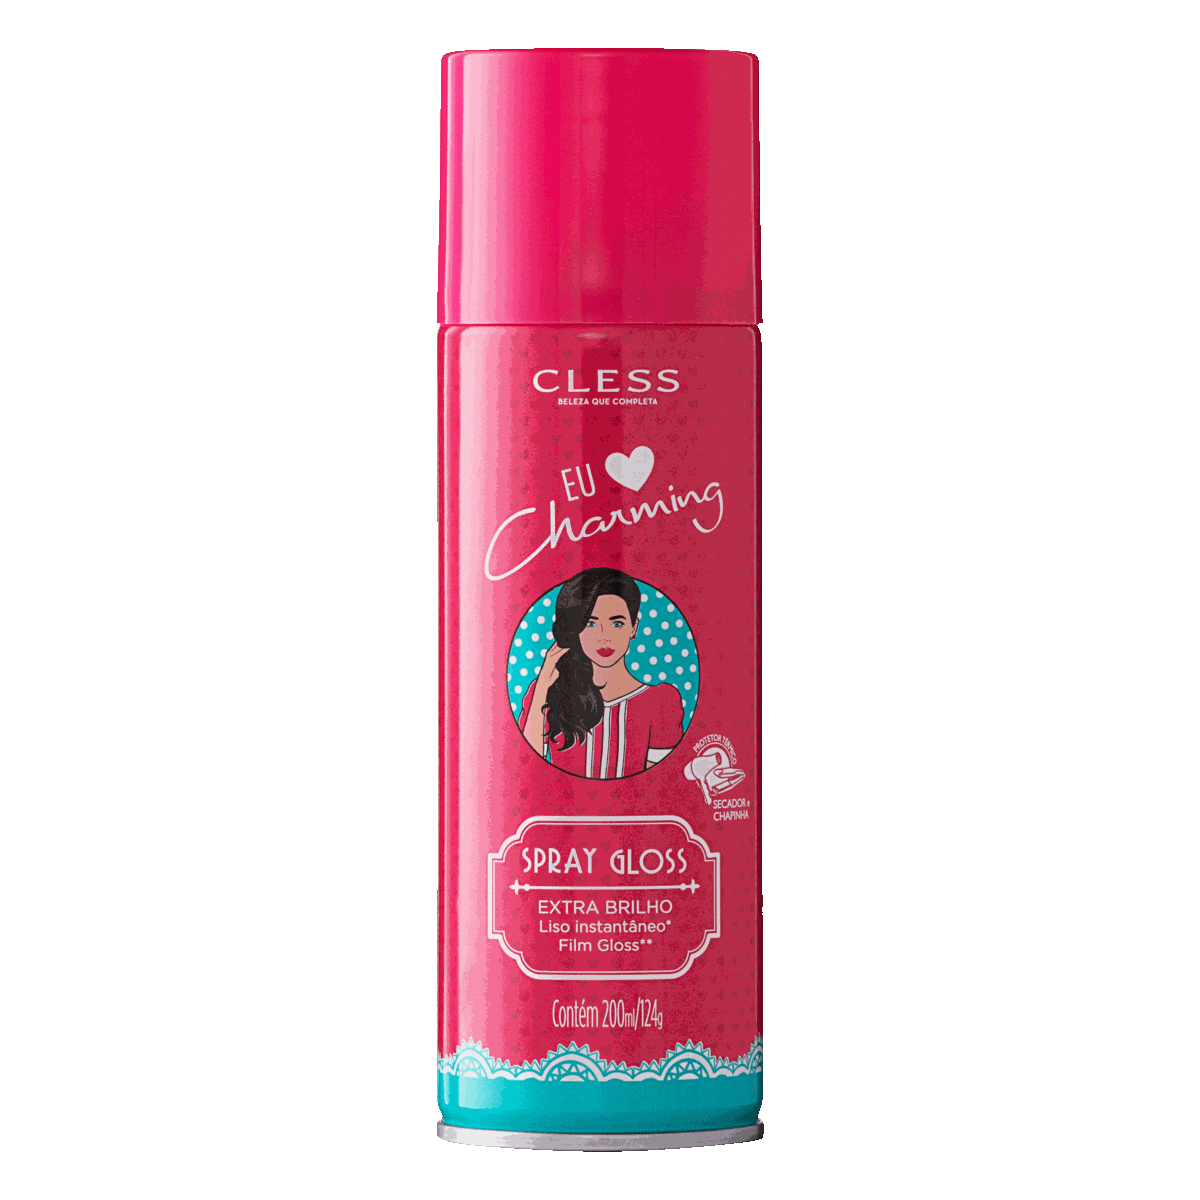 CLESS
BELEZA QUE COMPLETA
EU
Charming
PROTETOR TÉRMICO
SECADOR e
CHAPINHA
SPRAY GLOSS
EXTRA BRILHO
Liso instantâneo*
Film Gloss**
Contém 200ml/124g